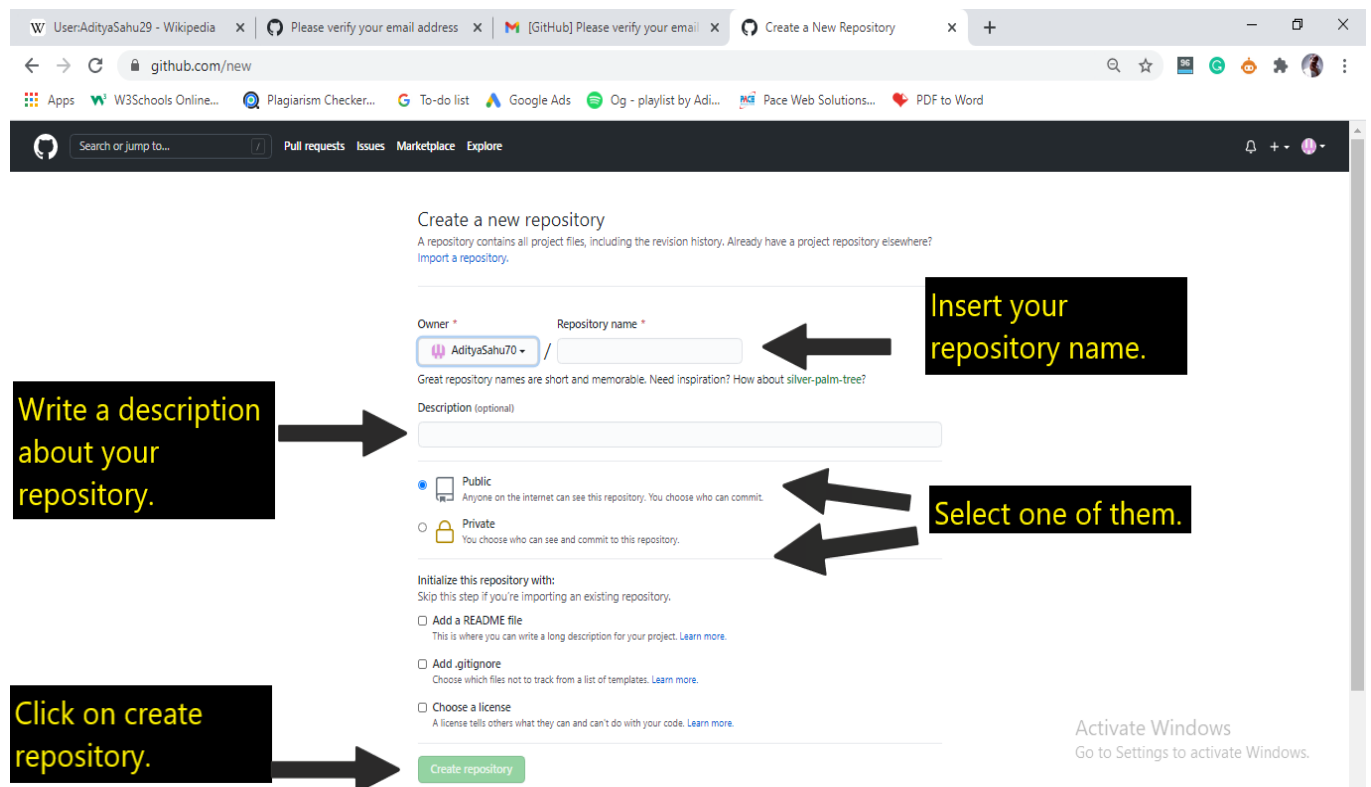 User:AdityaSahu29 - Wikipedia
Please verify your email address
[GitHub] Please verify your email
Create a New Repository
github.com/new
96
Apps
W3Schools Online...
Plagiarism Checker...
To-do list
Google Ads
Og - playlist by Adi...
Pace Web Solutions...
PDF to Word
Search or jump to...
/
Pull requests Issues Marketplace Explore
Create a new repository
A repository contains all project files, including the revision history. Already have a project repository elsewhere?
Import a repository.
Insert your
repository name.
Owner *
Repository name *
AdityaSahu70
/
Great repository names are short and memorable. Need inspiration? How about silver-palm-tree?
Write a description
about your
repository.
Description (optional)
Public
Anyone on the internet can see this repository. You choose who can commit.
Private
You choose who can see and commit to this repository.
Select one of them.
Initialize this repository with:
Skip this step if you're importing an existing repository.
Add a README file
This is where you can write a long description for your project. Learn more.
Add .gitignore
Choose which files not to track from a list of templates. Learn more.
Choose a license
A license tells others what they can and can't do with your code. Learn more.
Click on create
repository.
Create repository
Activate Windows
Go to Settings to activate Windows.